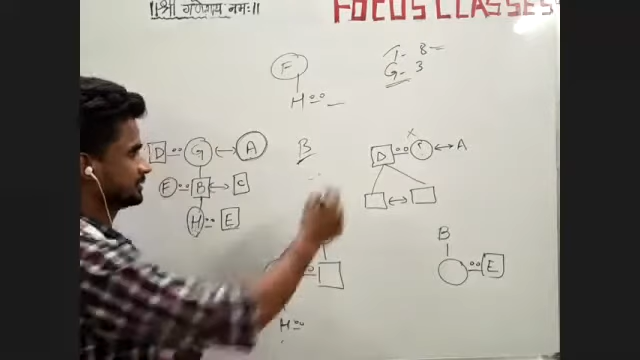 ॥श्री गणेशाय नमः॥
FOCUS CLASSES
F
H
T- 8=
G- 3
D = G ↔ A
B
D = ↔ A
F = B ↔ C
H = E
B
= E
H